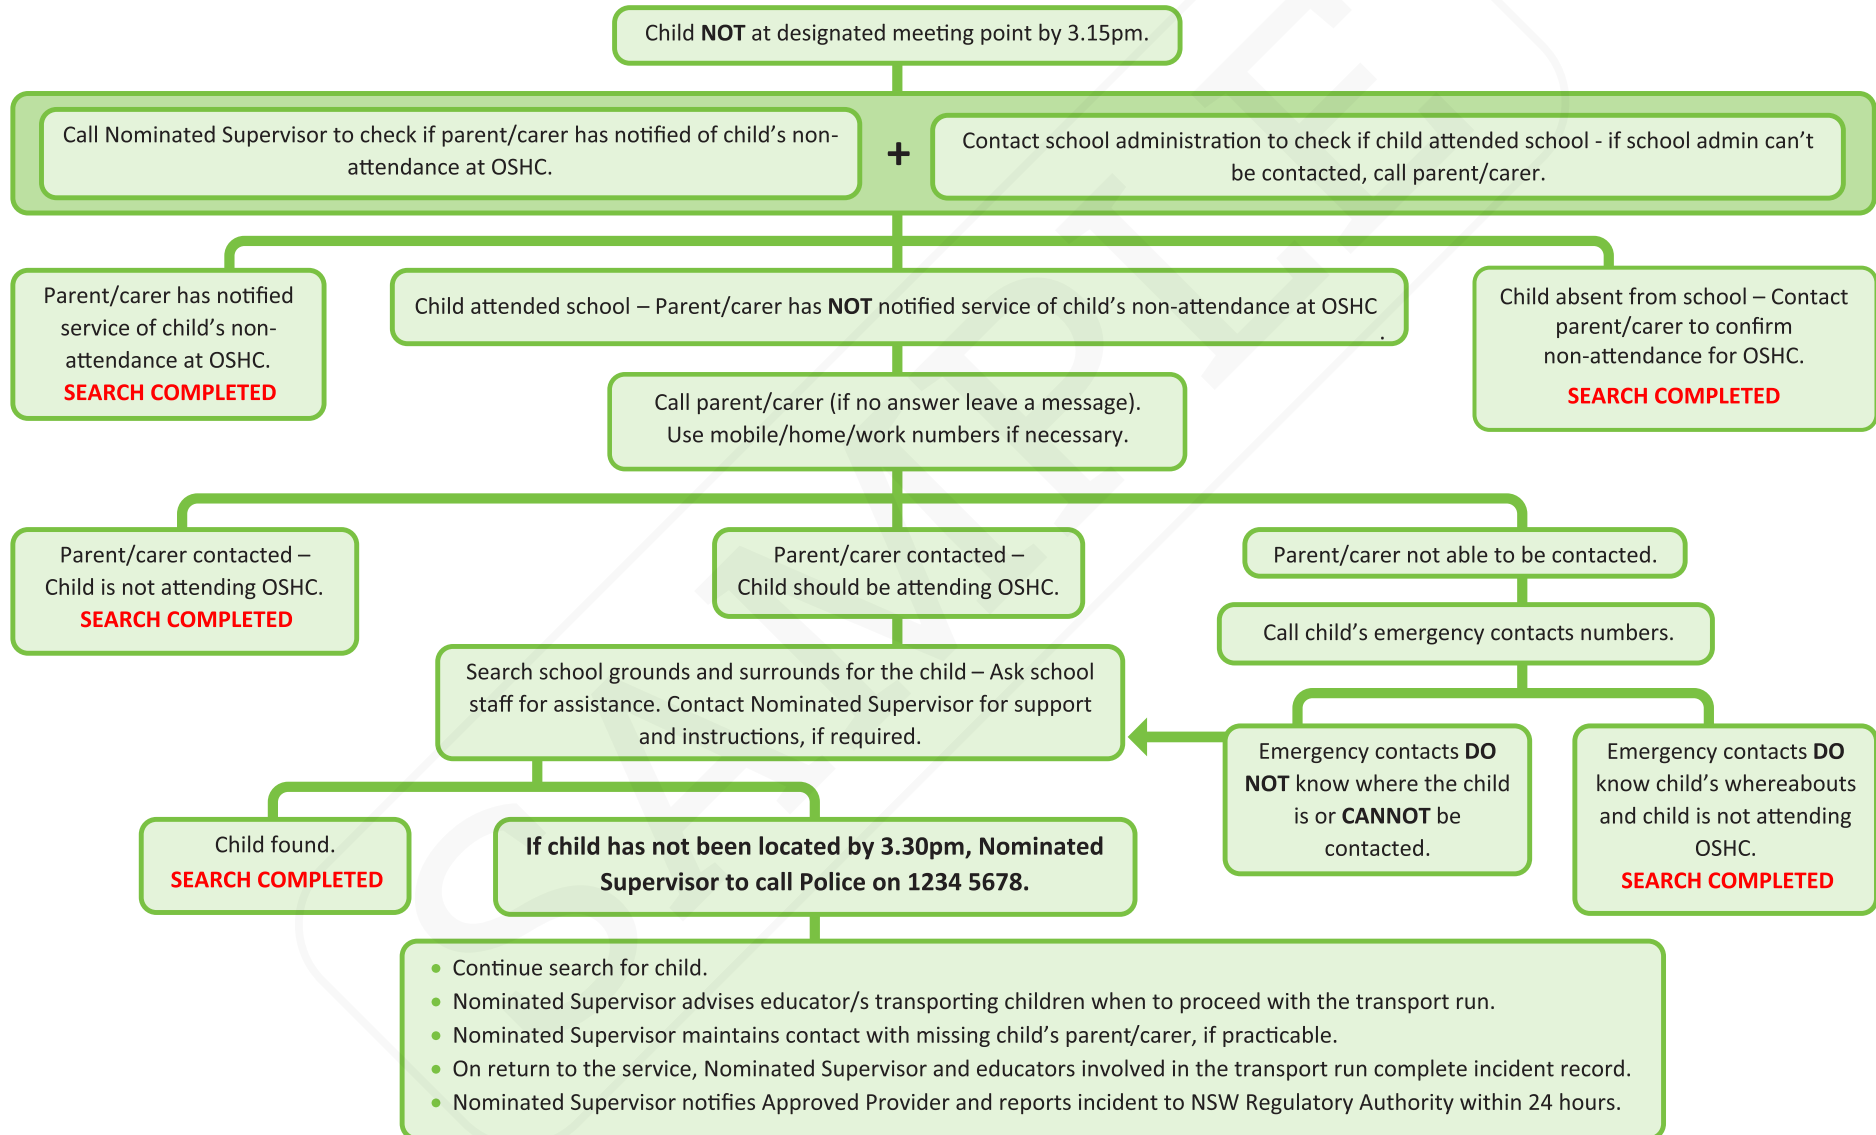 Child NOT at designated meeting point by 3.15pm.
Call Nominated Supervisor to check if parent/carer has notified of child’s non-
attendance at OSHC.
+
Contact school administration to check if child attended school - if school admin can’t
be contacted, call parent/carer.
Parent/carer has notified
service of child’s non-
attendance at OSHC.
SEARCH COMPLETED
Child attended school – Parent/carer has NOT notified service of child’s non-attendance at OSHC
.
Child absent from school – Contact
parent/carer to confirm
non-attendance for OSHC.
SEARCH COMPLETED
Call parent/carer (if no answer leave a message).
Use mobile/home/work numbers if necessary.
Parent/carer contacted –
Child is not attending OSHC.
SEARCH COMPLETED
Parent/carer contacted –
Child should be attending OSHC.
Parent/carer not able to be contacted.
Call child’s emergency contacts numbers.
Search school grounds and surrounds for the child – Ask school
staff for assistance. Contact Nominated Supervisor for support
and instructions, if required.
Emergency contacts DO
NOT know where the child
is or CANNOT be
contacted.
Emergency contacts DO
know child’s whereabouts
and child is not attending
OSHC.
SEARCH COMPLETED
Child found.
SEARCH COMPLETED
If child has not been located by 3.30pm, Nominated
Supervisor to call Police on 1234 5678.
• Continue search for child.
• Nominated Supervisor advises educator/s transporting children when to proceed with the transport run.
• Nominated Supervisor maintains contact with missing child’s parent/carer, if practicable.
• On return to the service, Nominated Supervisor and educators involved in the transport run complete incident record.
• Nominated Supervisor notifies Approved Provider and reports incident to NSW Regulatory Authority within 24 hours.
SAMPLE